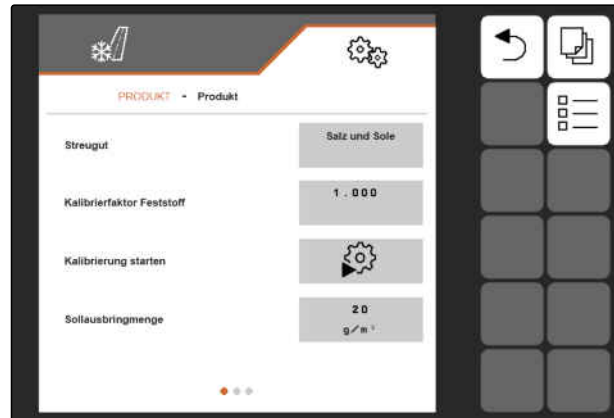 PRODUKT - Produkt
Streugut
Salz und Sole
Kalibrierfaktor Feststoff
1.000
Kalibrierung starten
Sollausbringmenge
20
g/m²